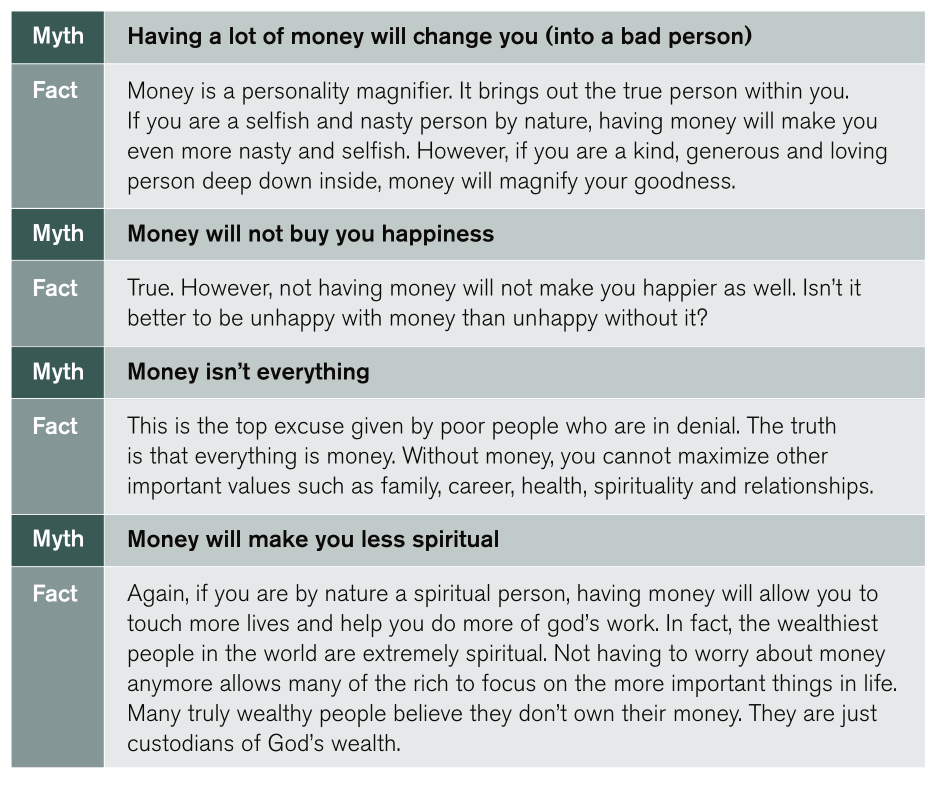 Myth Having a lot of money will change you (into a bad person)
Fact Money is a personality magnifier. It brings out the true person within you.
If you are a selfish and nasty person by nature, having money will make you
even more nasty and selfish. However, if you are a kind, generous and loving
person deep down inside, money will magnify your goodness.
Myth Money will not buy you happiness
Fact True. However, not having money will not make you happier as well. Isn’t it
better to be unhappy with money than unhappy without it?
Myth Money isn’t everything
Fact This is the top excuse given by poor people who are in denial. The truth
is that everything is money. Without money, you cannot maximize other
important values such as family, career, health, spirituality and relationships.
Myth Money will make you less spiritual
Fact Again, if you are by nature a spiritual person, having money will allow you to
touch more lives and help you do more of god’s work. In fact, the wealthiest
people in the world are extremely spiritual. Not having to worry about money
anymore allows many of the rich to focus on the more important things in life.
Many truly wealthy people believe they don’t own their money. They are just
custodians of God’s wealth.